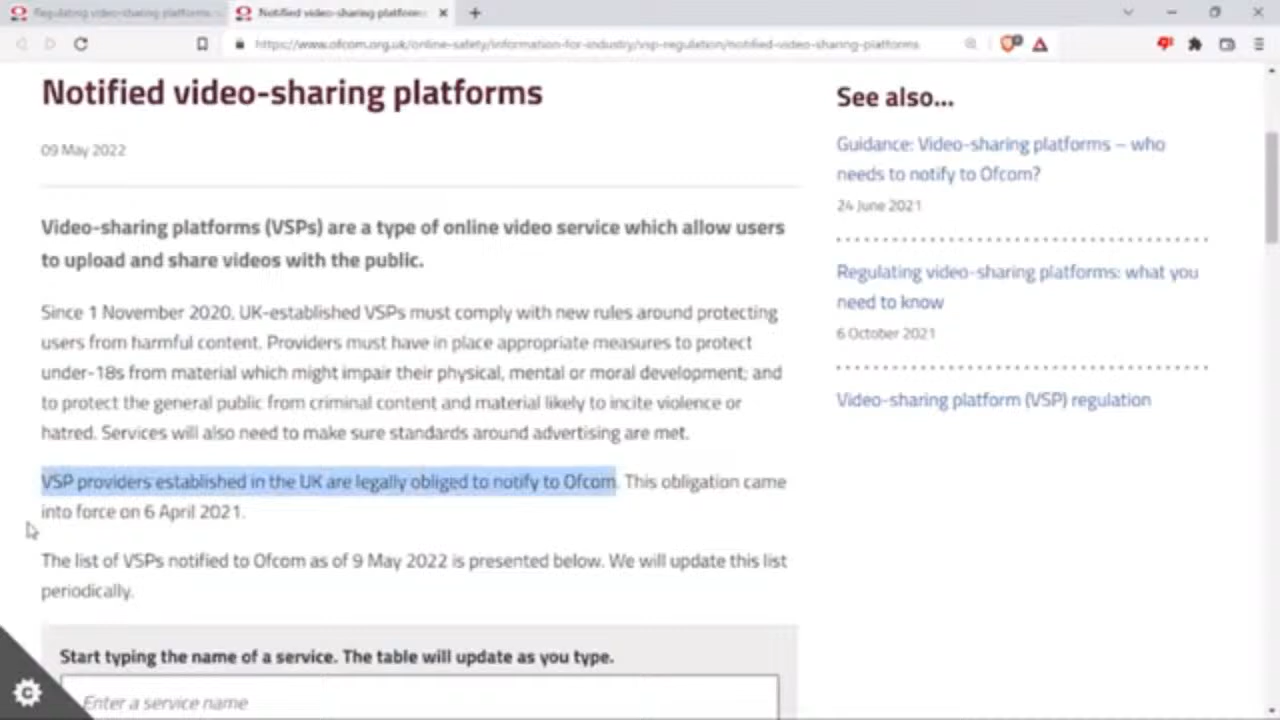 Regulating video-sharing platforms
Notified video-sharing platforms
https://www.ofcom.org.uk/online-safety/information-for-industry/vsp-regulation/notified-video-sharing-platforms
Notified video-sharing platforms
09 May 2022
Video-sharing platforms (VSPs) are a type of online video service which allow users
to upload and share videos with the public.
Since 1 November 2020, UK-established VSPs must comply with new rules around protecting
users from harmful content. Providers must have in place appropriate measures to protect
under-18s from material which might impair their physical, mental or moral development; and
to protect the general public from criminal content and material likely to incite violence or
hatred. Services will also need to make sure standards around advertising are met.
VSP providers established in the UK are legally obliged to notify to Ofcom. This obligation came
into force on 6 April 2021.
The list of VSPs notified to Ofcom as of 9 May 2022 is presented below. We will update this list
periodically.
Start typing the name of a service. The table will update as you type.
Enter a service name
See also...
Guidance: Video-sharing platforms – who
needs to notify to Ofcom?
24 June 2021
Regulating video-sharing platforms: what you
need to know
6 October 2021
Video-sharing platform (VSP) regulation